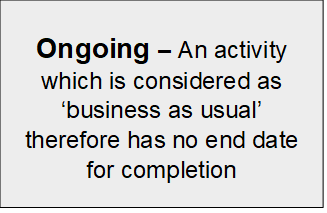 Ongoing – An activity
which is considered as
‘business as usual’
therefore has no end date
for completion